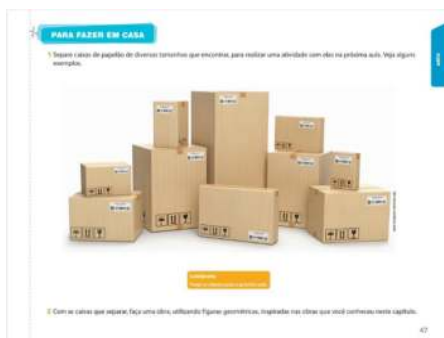 PARA FAZER EM CASA
1 Separe caixas de papelão de diversos tamanhos que encontrar, para realizar uma atividade com elas na próxima aula. Veja alguns
exemplos.
2 Com as caixas que separar, faça uma obra, utilizando figuras geométricas, inspiradas nas obras que você conheceu neste capítulo.
47